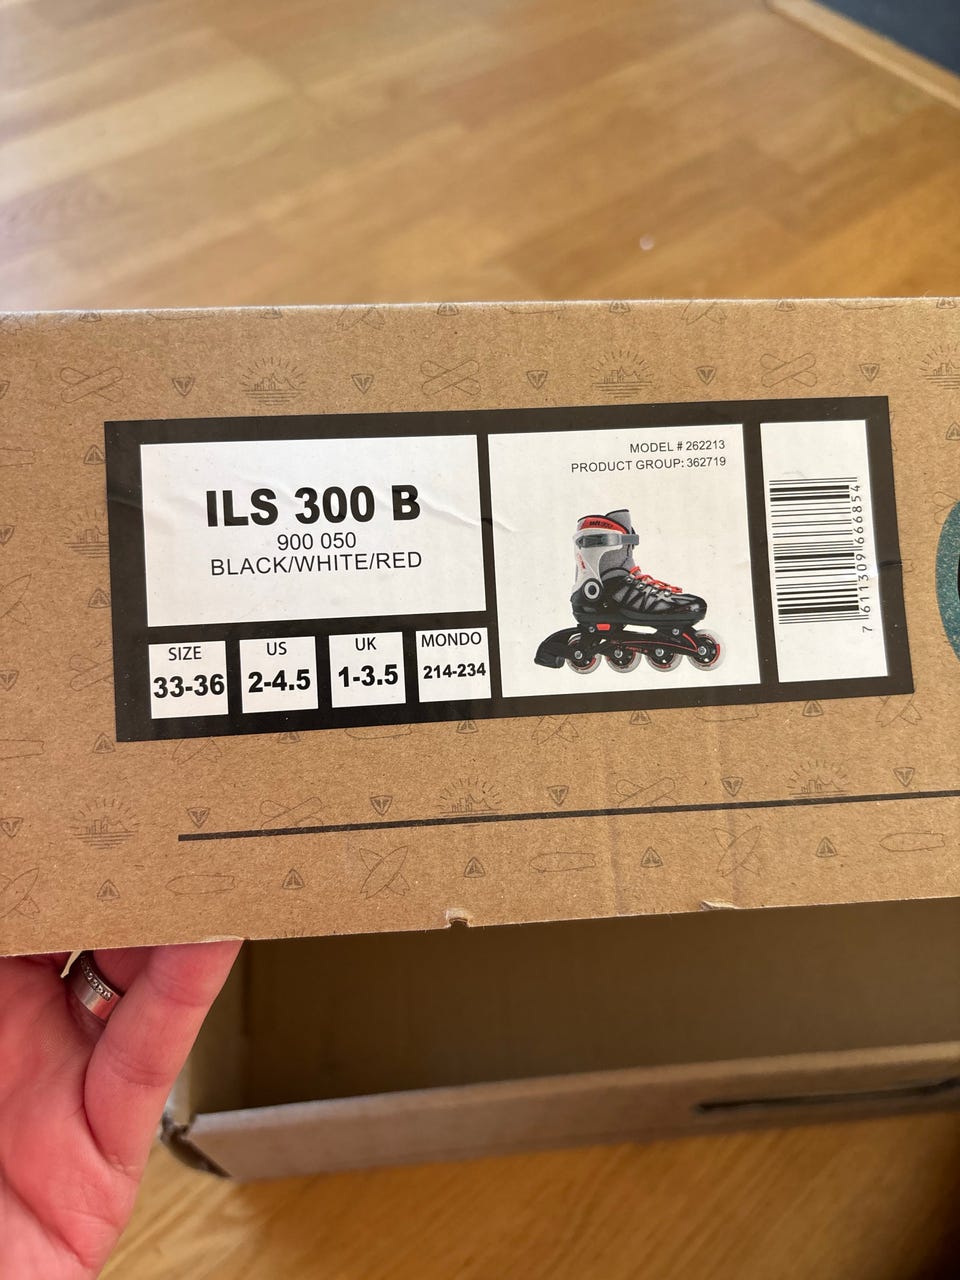 ILS 300 B
900 050
BLACK/WHITE/RED
SIZE
33-36
US
2-4.5
UK
1-3.5
MONDO
214-234
MODEL # 262213
PRODUCT GROUP: 362719
7 611309 666854